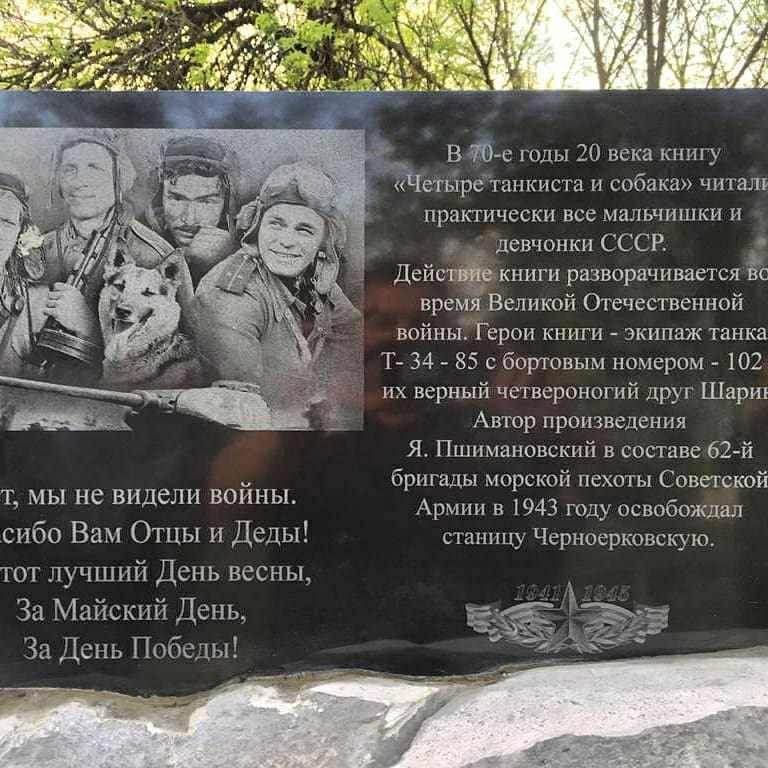 В 70-е годы 20 века книгу
«Четыре танкиста и собака» читали
практически все мальчишки и
девчонки СССР.
Действие книги разворачивается во
время Великой Отечественной
войны. Герои книги - экипаж танка
Т- 34 - 85 с бортовым номером - 102
их верный четвероногий друг Шарик
Автор произведения
Я. Пшимановский в составе 62-й
бригады морской пехоты Советской
Армии в 1943 году освобождал
станицу Черноерковскую.
1941 1945
т, мы не видели войны.
сибо Вам Отцы и Деды!
тот лучший День весны,
За Майский День,
За День Победы!